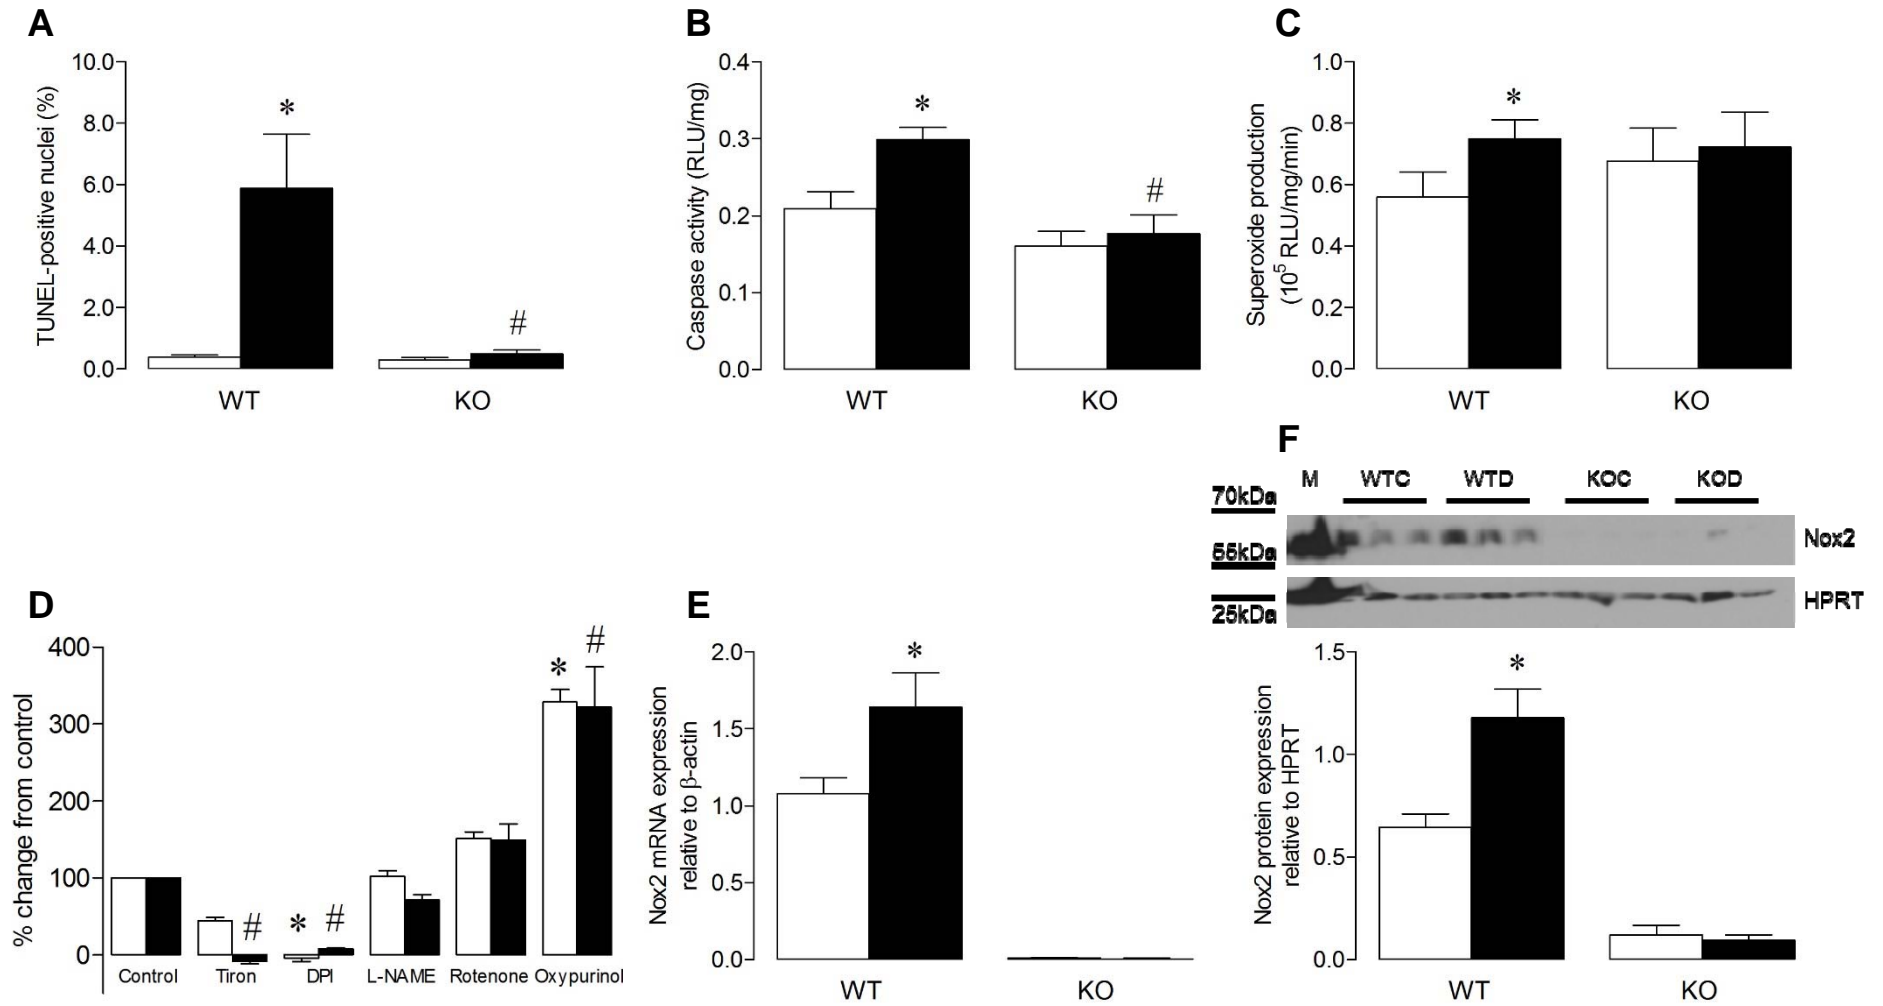 A
TUNEL-positive nuclei (%)
10.0
8.0
6.0
4.0
2.0
0.0
*
#
WT
KO
B
Caspase activity (RLU/mg)
0.4
0.3
0.2
0.1
0.0
*
#
WT
KO
C
Superoxide production
(10⁵ RLU/mg/min)
1.0
0.8
0.6
0.4
0.2
0.0
*
WT
KO
D
% change from control
400
300
200
100
0
#
*
#
*
#
Control
Tiron
DPI
L-NAME
Rotenone
Oxypurinol
E
Nox2 mRNA expression
relative to β-actin
2.0
1.5
1.0
0.5
0.0
*
WT
KO
F
M
WTC
WTD
KOC
KOD
70kDa
55kDa
25kDa
Nox2
HPRT
Nox2 protein expression
relative to HPRT
1.5
1.0
0.5
0.0
*
WT
KO